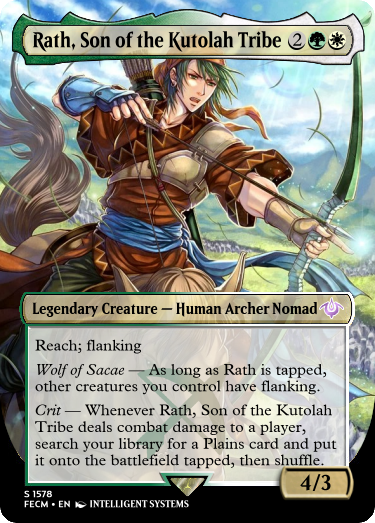 Rath, Son of the Kutolah Tribe 2
Legendary Creature — Human Archer Nomad
Reach; flanking
Wolf of Sacae — As long as Rath is tapped,
other creatures you control have flanking.
Crit — Whenever Rath, Son of the Kutolah
Tribe deals combat damage to a player,
search your library for a Plains card and put
it onto the battlefield tapped, then shuffle.
4/3
S 1578
FECM • EN INTELLIGENT SYSTEMS